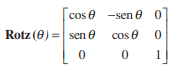 cos θ −sen θ 0
Rotz (θ) = sen θ cos θ 0
0 0 1